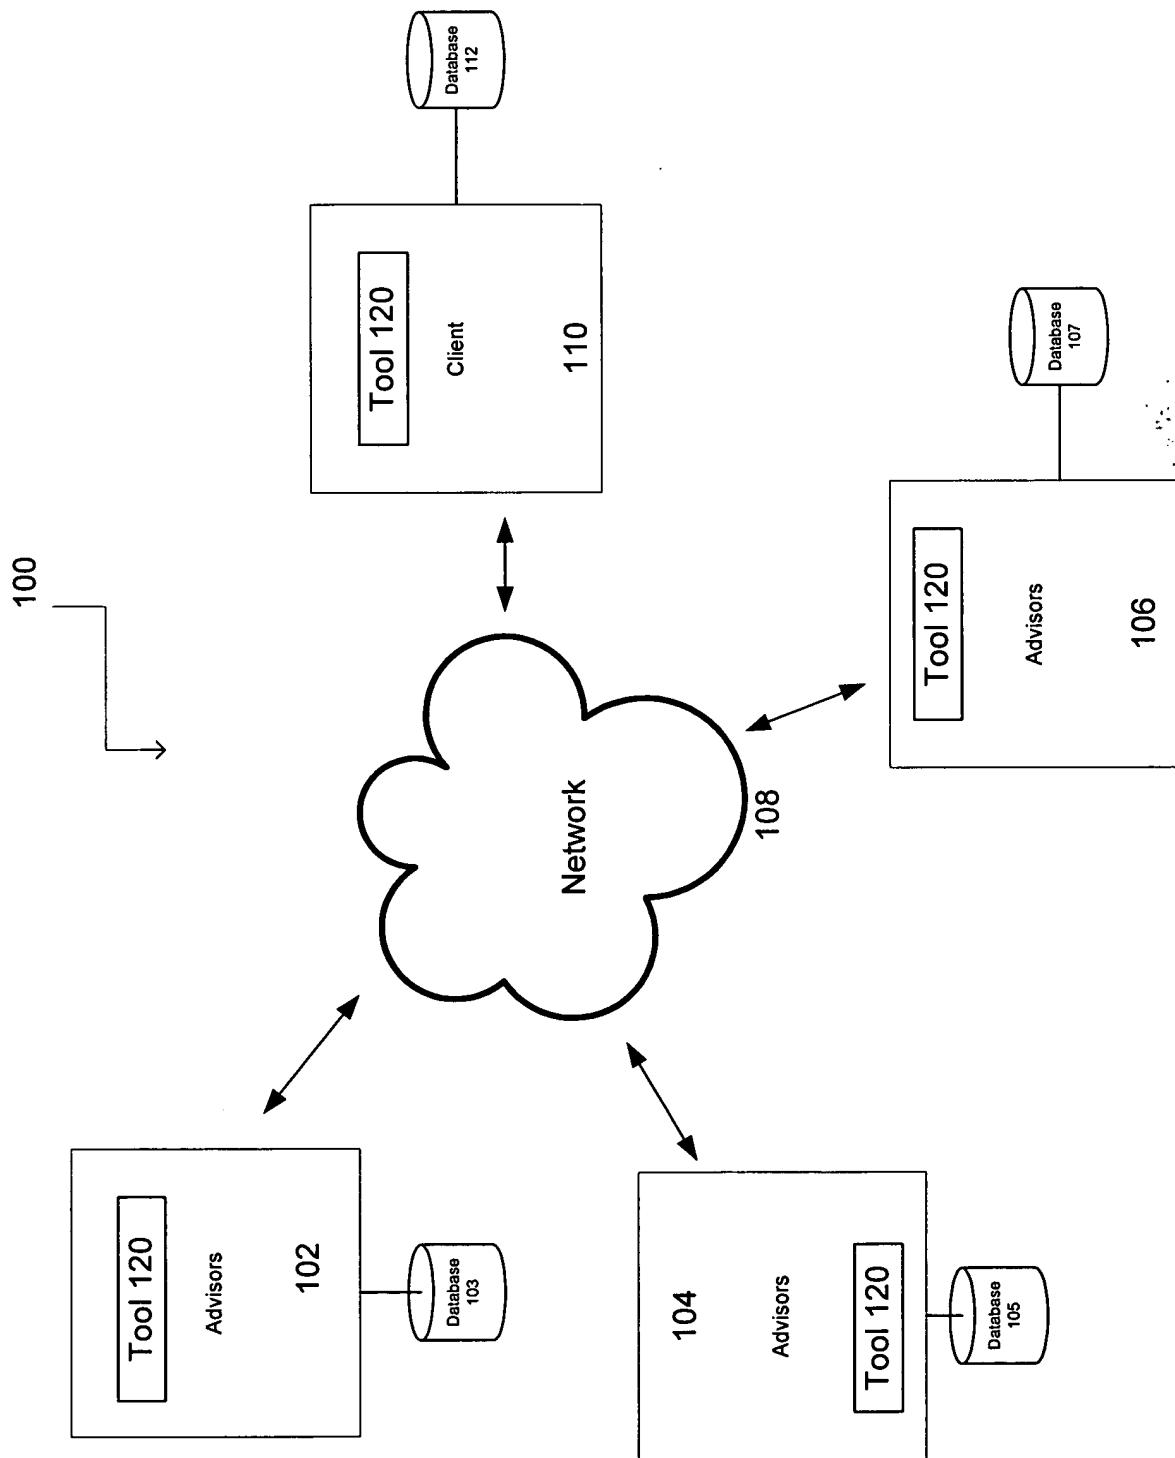 100
Tool 120
Advisors
102
Database
103
Tool 120
Client
110
Database
112
Network
108
104
Advisors
Tool 120
Database
105
Tool 120
Advisors
106
Database
107